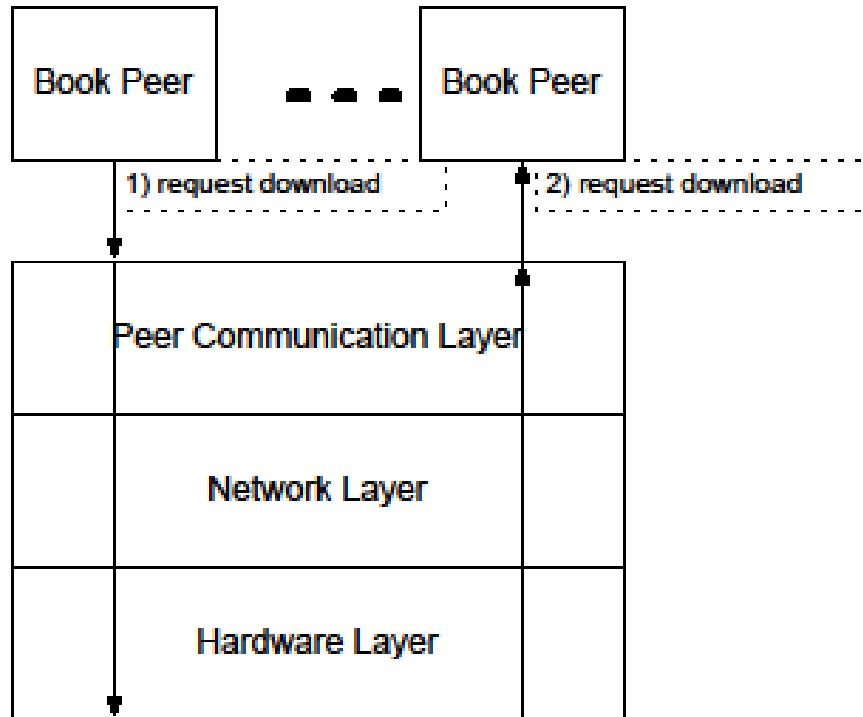 Book Peer
Book Peer
1) request download
2) request download
Peer Communication Layer
Network Layer
Hardware Layer